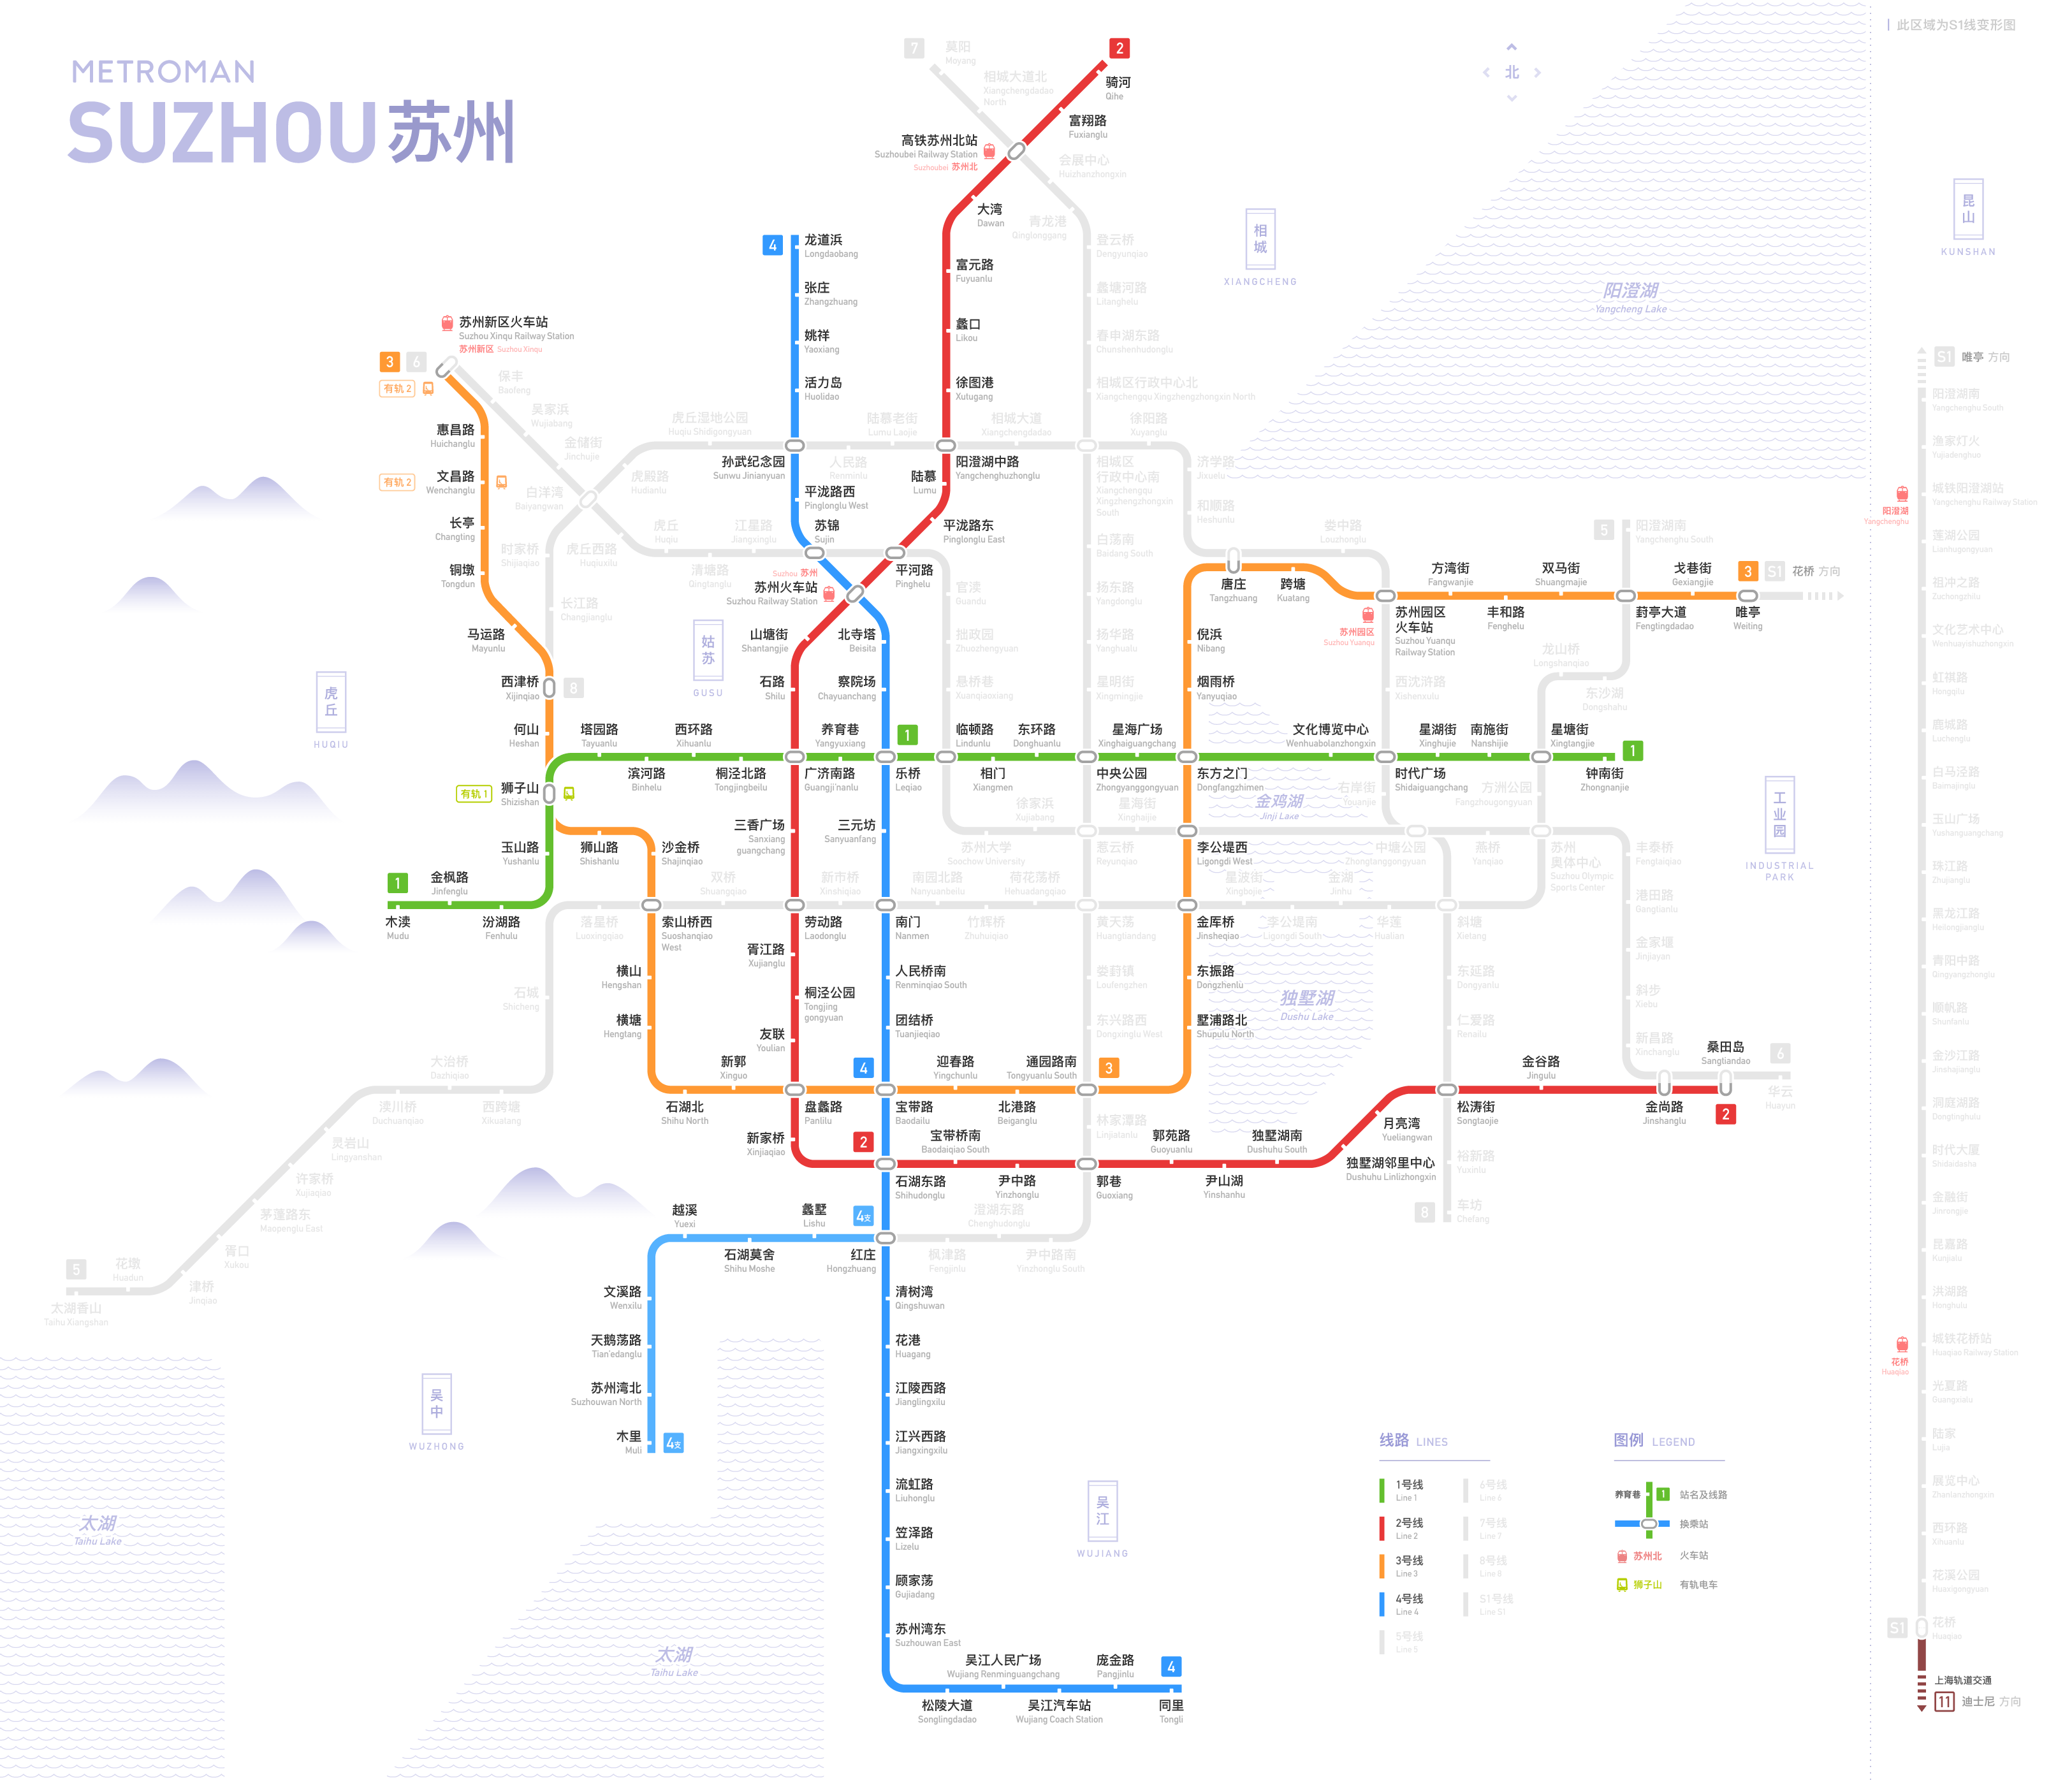 METROMAN
SUZHOU 苏州
此区域为S1线变形图
北
7
莫阳
Moyang
相城大道北
Xiangchengdadao
North
2
骑河
Qihe
富翔路
Fuxianglu
高铁苏州北站
Suzhoubei Railway Station
Suzhoubei 苏州北
会展中心
Huizhanzhongxin
大湾
Dawan
青龙港
Qinglonggang
相城
XIANGCHENG
昆山
KUNSHAN
阳澄湖
Yangcheng Lake
4
龙道浜
Longdaobang
张庄
Zhangzhuang
姚祥
Yaoxiang
活力岛
Huolidao
富元路
Fuyuanlu
蠡口
Likou
徐图港
Xutugang
登云桥
Dengyunqiao
蠡塘河路
Litanghelu
春申湖东路
Chunshenhudonglu
相城区行政中心北
Xiangchengqu Xingzhengzhongxin North
苏州新区火车站
Suzhou Xinqu Railway Station
苏州新区 Suzhou Xinqu
3
6
有轨 2
保丰
Baofeng
吴家浜
Wujiabang
金储街
Jinchujie
惠昌路
Huichanglu
文昌路
Wenchanglu
有轨 2
长亭
Changting
铜墩
Tongdun
马运路
Mayunlu
西津桥
Xijinqiao
8
何山
Heshan
白洋湾
Baiyangwan
虎殿路
Hudianlu
虎丘湿地公园
Huqiu Shidigongyuan
陆慕老街
Lumu Laojie
相城大道
Xiangchengdadao
徐阳路
Xuyanglu
孙武纪念园
Sunwu Jinianyuan
人民路
Renminlu
陆慕
Lumu
阳澄湖中路
Yangchenghuzhonglu
相城区
行政中心南
Xiangchengqu
Xingzhengzhongxin
South
济学路
Jixuelu
和顺路
Heshunlu
平泷路西
Pinglonglu West
时家桥
Shijiaqiao
虎丘西路
Huqiuxilu
虎丘
Huqiu
清塘路
Qingtanglu
江星路
Jiangxinglu
苏锦
Sujin
平泷路东
Pinglonglu East
平河路
Pinghelu
Suzhou 苏州
苏州火车站
Suzhou Railway Station
长江路
Changjianglu
白荡南
Baidang South
官渎
Guandu
扬东路
Yangdonglu
拙政园
Zhuozhengyuan
扬华路
Yanghualu
悬桥巷
Xuanqiaoxiang
星明街
Xingmingjie
娄中路
Louzhonglu
5
阳澄湖南
Yangchenghu South
唐庄
Tangzhuang
跨塘
Kuatang
方湾街
Fangwanjie
双马街
Shuangmajie
戈巷街
Gexiangjie
3
S1
花桥 方向
苏州园区
火车站
Suzhou Yuanqu
Railway Station
苏州园区
Suzhou Yuanqu
丰和路
Fenghelu
葑亭大道
Fengtingdadao
唯亭
Weiting
倪浜
Nibang
烟雨桥
Yanyuqiao
西沈浒路
Xishenxulu
龙山桥
Longshanqiao
东沙湖
Dongshahu
虎丘
HUQIU
姑苏
GUSU
山塘街
Shantangjie
石路
Shilu
北寺塔
Beisita
察院场
Chayuanchang
塔园路
Tayuanlu
西环路
Xihuanlu
养育巷
Yangyuxiang
1
临顿路
Lindunlu
东环路
Donghuanlu
星海广场
Xinghaiguangchang
文化博览中心
Wenhuabolanzhongxin
星湖街
Xinghujie
南施街
Nanshijie
星塘街
Xingtangjie
1
滨河路
Binhelu
桐泾北路
Tongjingbeilu
广济南路
Guangji'nanlu
乐桥
Leqiao
相门
Xiangmen
中央公园
Zhongyanggongyuan
东方之门
Dongfangzhimen
时代广场
Shidaiguangchang
方洲公园
Fangzhougongyuan
钟南街
Zhongnanjie
右岸街
Youanjie
金鸡湖
Jinji Lake
有轨 1
狮子山
Shizishan
玉山路
Yushanlu
狮山路
Shishanlu
沙金桥
Shajinqiao
三香广场
Sanxiang
guangchang
三元坊
Sanyuanfang
徐家浜
Xujiabang
星海街
Xinghaijie
苏州大学
Soochow University
葱云桥
Reyunqiao
李公堤西
Ligongdi West
中塘公园
Zhongtanggongyuan
燕桥
Yanqiao
苏州
奥体中心
Suzhou Olympic
Sports Center
丰泰桥
Fengtaiqiao
港田路
Gangtianlu
金家堰
Jinjiayan
斜步
Xiebu
新昌路
Xinchanglu
工业园
INDUSTRIAL
PARK
1
金枫路
Jinfenglu
木渎
Mudu
汾湖路
Fenhulu
双桥
Shuangqiao
新市桥
Xinshiqiao
南园北路
Nanyuanbeilu
荷花荡桥
Hehuadangqiao
星波街
Xingbojie
金湖
Jinhu
落星桥
Luoxingqiao
索山桥西
Suoshanqiao
West
劳动路
Laodonglu
南门
Nanmen
竹辉桥
Zhuhuiqiao
黄天荡
Huangtiandang
金厍桥
Jinsheqiao
李公堤南
Ligongdi South
华莲
Hualian
斜塘
Xietang
胥江路
Xujianglu
横山
Hengshan
横塘
Hengtang
桐泾公园
Tongjing
gongyuan
人民桥南
Renminqiao South
团结桥
Tuanjieqiao
娄葑镇
Loufengzhen
东兴路西
Dongxinglu West
东振路
Dongzhenlu
墅浦路北
Shupulu North
独墅湖
Dushu Lake
东延路
Dongyanlu
仁爱路
Renailu
友联
Youlian
石城
Shicheng
大治桥
Dazhiqiao
渎川桥
Duchuanqiao
西跨塘
Xikuatang
新郭
Xinguo
4
迎春路
Yingchunlu
通园路南
Tongyuanlu South
3
石湖北
Shihu North
盘蠡路
Panlilu
宝带路
Baodailu
北港路
Beiganglu
林家潭路
Linjiatanlu
金谷路
Jingulu
桑田岛
Sangtiandao
6
华云
Huayun
松涛街
Songtaojie
金尚路
Jinshanglu
2
月亮湾
Yueliangwan
新家桥
Xinjiaqiao
2
宝带桥南
Baodaiqiao South
郭苑路
Guoyuanlu
独墅湖南
Dushuhu South
独墅湖邻里中心
Dushuhu Linlizhongxin
石湖东路
Shihudonglu
尹中路
Yinzhonglu
郭巷
Guoxiang
尹山湖
Yinshanhu
裕新路
Yuxinlu
8
车坊
Chefang
灵岩山
Lingyanshan
许家桥
Xujiaqiao
茅蓬路东
Maopenglu East
胥口
Xukou
津桥
Jinqiao
5
花墩
Huadun
太湖香山
Taihu Xiangshan
越溪
Yuexi
蠡墅
Lishu
4支
石湖莫舍
Shihu Moshe
红庄
Hongzhuang
澄湖东路
Chenghudonglu
枫津路
Fengjinlu
尹中路南
Yinzhonglu South
文溪路
Wenxilu
天鹅荡路
Tian'edanglu
苏州湾北
Suzhouwan North
木里
Muli
4支
清树湾
Qingshuwan
花港
Huagang
江陵西路
Jianglingxilu
江兴西路
Jiangxingxilu
流虹路
Liuhonglu
笠泽路
Lizelu
顾家荡
Gujiadang
苏州湾东
Suzhouwan East
吴江人民广场
Wujiang Renminguangchang
庞金路
Pangjinlu
4
松陵大道
Songlingdadao
吴江汽车站
Wujiang Coach Station
同里
Tongli
吴中
WUZHONG
吴江
WUJIANG
太湖
Taihu Lake
太湖
Taihu Lake
线路 LINES
1号线
Line 1
2号线
Line 2
3号线
Line 3
4号线
Line 4
5号线
Line 5
6号线
Line 6
7号线
Line 7
8号线
Line 8
S1号线
Line S1
图例 LEGEND
养育巷
1
站名及线路
换乘站
苏州北
火车站
狮子山
有轨电车
S1
唯亭 方向
阳澄湖南
Yangchenghu South
渔家灯火
Yujiadenghuo
城铁阳澄湖站
Yangchenghu Railway Station
阳澄湖
Yangchenghu
莲湖公园
Lianhugongyuan
祖冲之路
Zuchongzhilu
文化艺术中心
Wenhuayishuzhongxin
虹祺路
Hongqilu
鹿城路
Luchenglu
白马泾路
Baimajinglu
玉山广场
Yushanguangchang
珠江路
Zhujianglu
黑龙江路
Heilongjianglu
青阳中路
Qingyangzhonglu
顺帆路
Shunfanlu
金沙江路
Jinshajianglu
洞庭湖路
Dongtinghulu
时代大厦
Shidaidasha
金融街
Jinrongjie
昆嘉路
Kunjialu
洪湖路
Honghulu
城铁花桥站
Huaqiao Railway Station
花桥
Huaqiao
光夏路
Guangxialu
陆家
Lujia
展览中心
Zhanlanzhongxin
西环路
Xihuanlu
花溪公园
Huaxigongyuan
S1
花桥
Huaqiao
上海轨道交通
11
迪士尼 方向